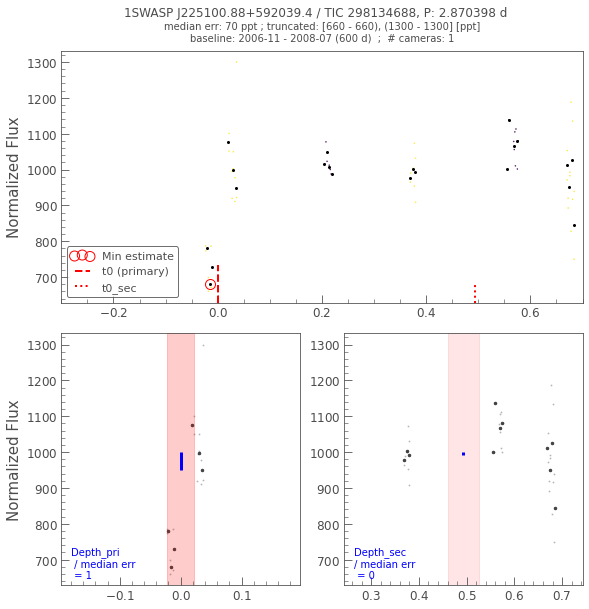 1SWASP J225100.88+592039.4 / TIC 298134688, P: 2.870398 d
median err: 70 ppt ; truncated: [660 - 660), (1300 - 1300] [ppt]
baseline: 2006-11 - 2008-07 (600 d)  ;  # cameras: 1
Normalized Flux
1300
1200
1100
1000
900
800
700
Min estimate
t0 (primary)
t0_sec
−0.2 0.0 0.2 0.4 0.6
Normalized Flux
1300
1200
1100
1000
900
800
700
Depth_pri
/ median err
= 1
−0.1 0.0 0.1
1300
1200
1100
1000
900
800
700
Depth_sec
/ median err
= 0
0.3 0.4 0.5 0.6 0.7